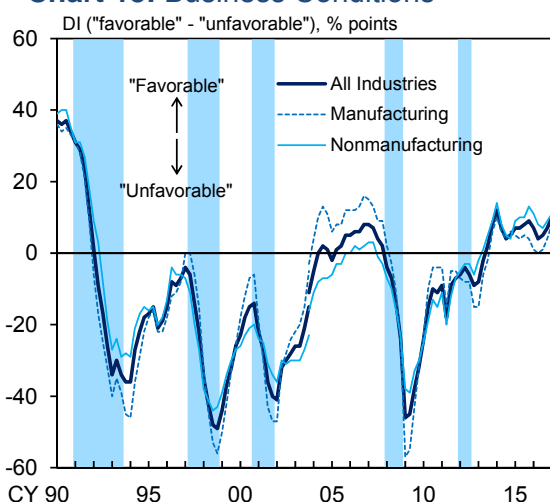 DI ("favorable" - "unfavorable"), % points
60
"Favorable"
All Industries
40
Manufacturing
Nonmanufacturing
20
"Unfavorable"
0
-20
-40
-60
CY 90 95 00 05 10 15